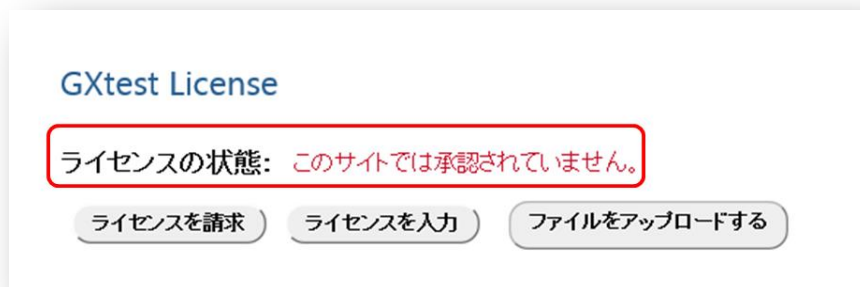 GXtest License
ライセンスの状態: このサイトでは承認されていません。
ライセンスを請求 ライセンスを入力 ファイルをアップロードする